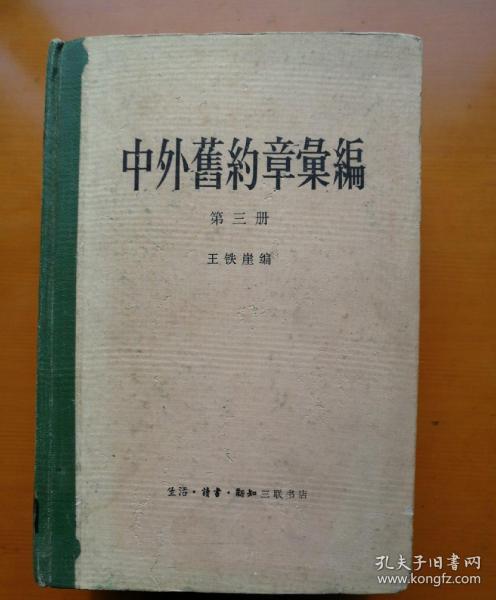 中外舊約章彙編
第三册
王铁崖编
生活·讀書·新知三联书店
孔夫子旧书网
www.kongfz.com